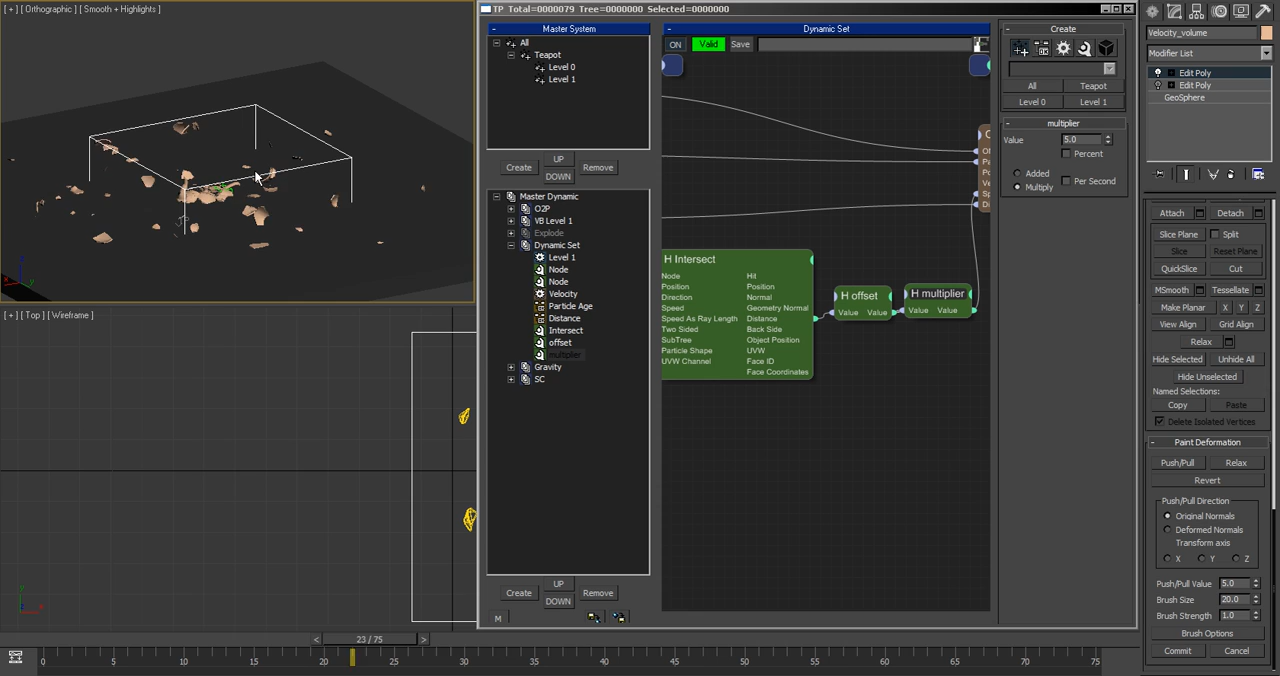 [ + ] [ Orthographic ] [ Smooth + Highlights ]
TP Total=0000079 Tree=0000000 Selected=0000000
Master System
All
Teapot
Level 0
Level 1
Create
UP
DOWN
Remove
Master Dynamic
O2P
VB Level 1
Explode
Dynamic Set
Level 1
Node
Node
Velocity
Particle Age
Distance
Intersect
offset
multiplier
Gravity
SC
Create
UP
DOWN
Remove
M
Dynamic Set
ON
Valid
Save
H Intersect
Node Hit
Position Position
Direction Normal
Speed Geometry Normal
Speed As Ray Length Distance
Two Sided Back Side
SubTree Object Position
Particle Shape UVW
UVW Channel Face ID
Face Coordinates
H offset
Value Value
H multiplier
Value Value
Create
All Teapot
Level 0 Level 1
multiplier
Value 5.0
Percent
Added
Multiply
Per Second
Velocity_volume
Modifier List
Edit Poly
Edit Poly
GeoSphere
Attach Detach
Slice Plane Split
Slice Reset Plane
QuickSlice Cut
MSmooth Tessellate
Make Planar X Y Z
View Align Grid Align
Relax
Hide Selected Unhide All
Hide Unselected
Named Selections:
Copy Paste
Delete Isolated Vertices
Paint Deformation
Push/Pull Relax
Revert
Push/Pull Direction
Original Normals
Deformed Normals
Transform axis
X Y Z
Push/Pull Value 5.0
Brush Size 20.0
Brush Strength 1.0
Brush Options
Commit Cancel
[ + ] [ Top ] [ Wireframe ]
< 23 / 75 >
0 5 10 15 20 25 30 35 40 45 50 55 60 65 70 75